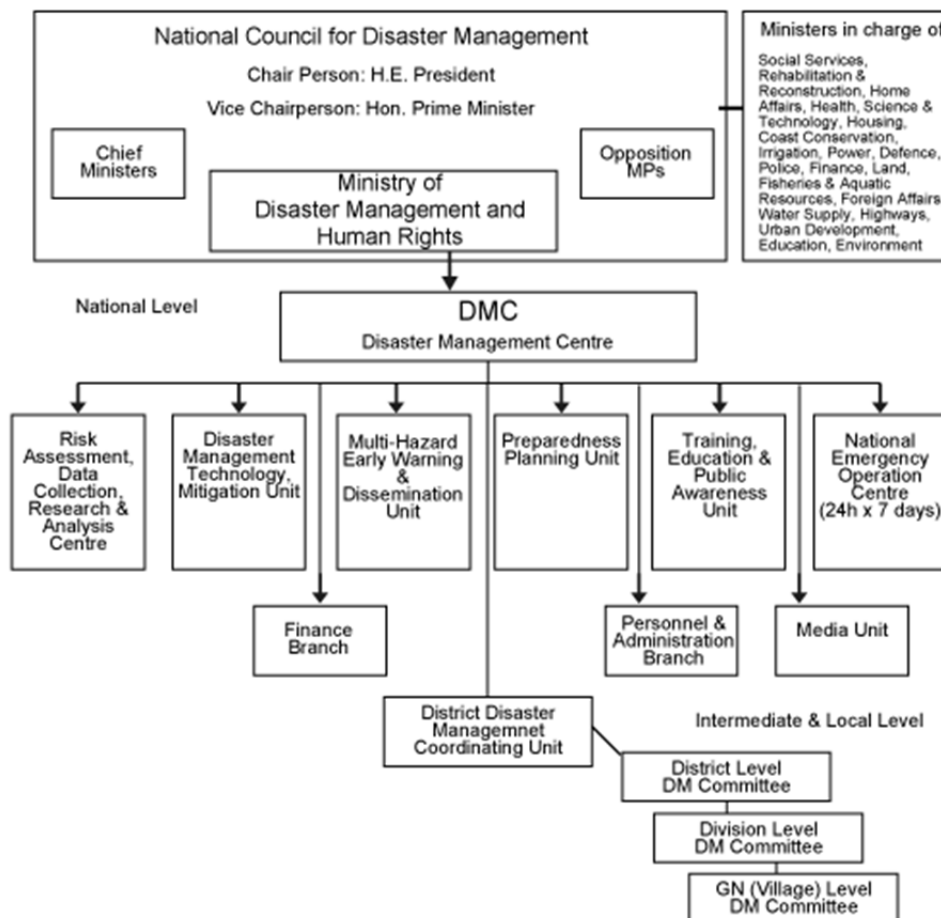 National Council for Disaster Management
Chair Person: H.E. President
Vice Chairperson: Hon. Prime Minister
Chief
Ministers
Opposition
MPs
Ministry of
Disaster Management and
Human Rights
Ministers in charge of
Social Services,
Rehabilitation &
Reconstruction, Home
Affairs, Health, Science &
Technology, Housing,
Coast Conservation,
Irrigation, Power, Defence,
Police, Finance, Land,
Fisheries & Aquatic
Resources, Foreign Affairs
Water Supply, Highways,
Urban Development,
Education, Environment
National Level
DMC
Disaster Management Centre
Risk
Assessment,
Data
Collection,
Research &
Analysis
Centre
Disaster
Management
Technology,
Mitigation Unit
Multi-Hazard
Early Warning
&
Dissemination
Unit
Preparedness
Planning Unit
Training,
Education &
Public
Awareness
Unit
National
Emergency
Operation
Centre
(24h x 7 days)
Finance
Branch
Personnel &
Administration
Branch
Media Unit
District Disaster
Managemnet
Coordinating Unit
Intermediate & Local Level
District Level
DM Committee
Division Level
DM Committee
GN (Village) Level
DM Committee